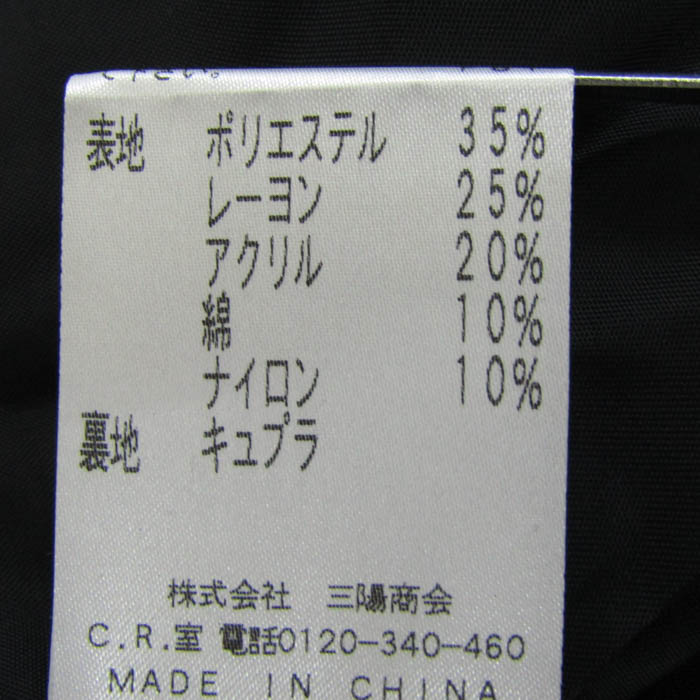 表地 ポリエステル 35%
レーヨン 25%
アクリル 20%
綿 10%
ナイロン 10%
裏地 キュプラ
株式会社 三陽商会
C.R.室 電話0120-340-460
MADE IN CHINA